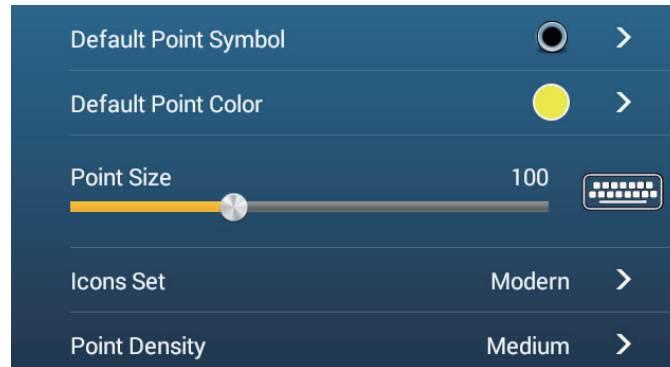 Default Point Symbol
Default Point Color
Point Size 100
Icons Set Modern
Point Density Medium